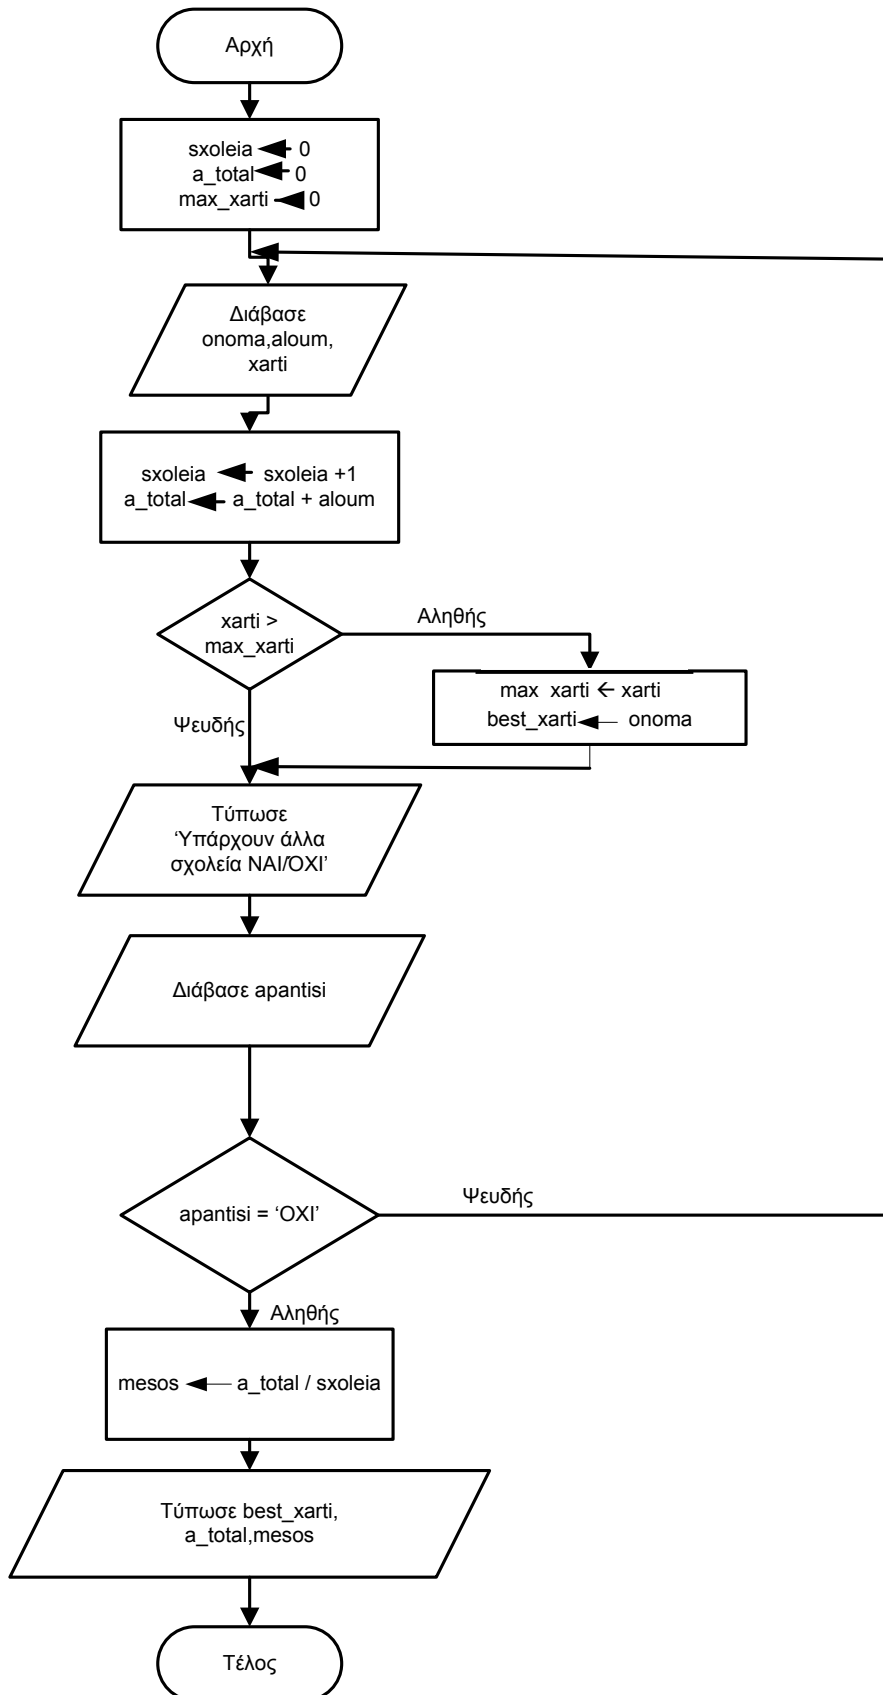 Αρχή
sxoleia ← 0
a_total ← 0
max_xarti ← 0
Διάβασε
onoma,aloum,
xarti
sxoleia ← sxoleia +1
a_total ← a_total + aloum
xarti >
max_xarti
Αληθής
max xarti ← xarti
best_xarti ← onoma
Ψευδής
Τύπωσε
‘Υπάρχουν άλλα
σχολεία ΝΑΙ/ΌΧΙ’
Διάβασε apantisi
apantisi = ‘ΟΧΙ’
Ψευδής
Αληθής
mesos ← a_total / sxoleia
Τύπωσε best_xarti,
a_total,mesos
Τέλος